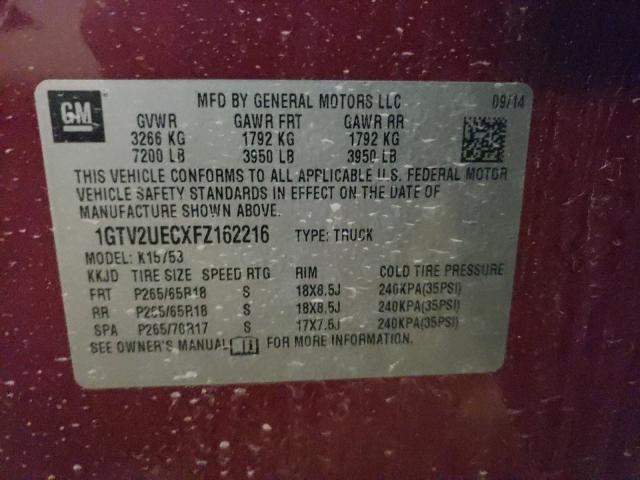 GM
MFD BY GENERAL MOTORS LLC 09/14
GVWR GAWR FRT GAWR RR
3266 KG 1792 KG 1792 KG
7200 LB 3950 LB 3950 LB
THIS VEHICLE CONFORMS TO ALL APPLICABLE U.S. FEDERAL MOTOR
VEHICLE SAFETY STANDARDS IN EFFECT ON THE DATE OF
MANUFACTURE SHOWN ABOVE.
1GTV2UECXFZ162216 TYPE: TRUCK
MODEL: K15753
KKJD TIRE SIZE SPEED RTG RIM COLD TIRE PRESSURE
FRT P265/65R18 S 18X8.5J 240KPA(35PSI)
RR P265/65R18 S 18X8.5J 240KPA(35PSI)
SPA P265/70R17 S 17X7.5J 240KPA(35PSI)
SEE OWNER'S MANUAL FOR MORE INFORMATION.